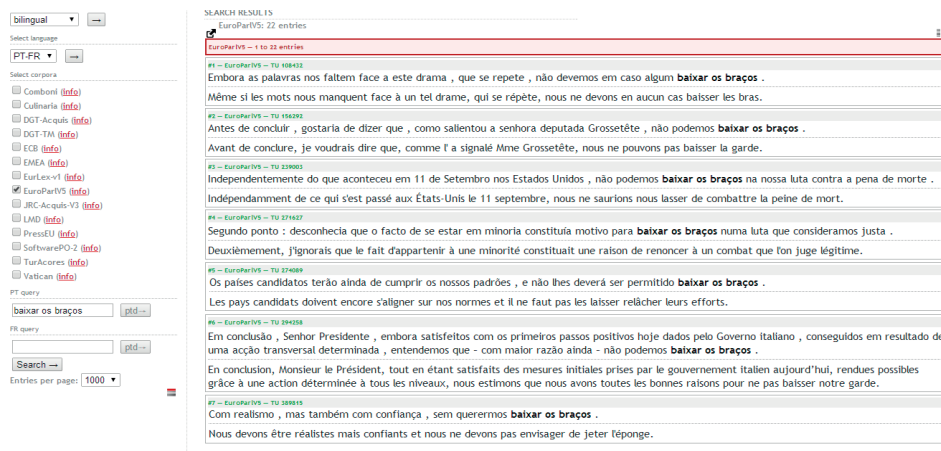 bilingual →
Select language
PT-FR →
Select corpora
Comboni (info)
Culinaria (info)
DGT-Acquis (info)
DGT-TM (info)
ECB (info)
EMEA (info)
EurLex-v1 (info)
EuroParlV5 (info)
JRC-Acquis-V3 (info)
LMD (info)
PressEU (info)
SoftwarePO-2 (info)
TurAcores (info)
Vatican (info)
PT query
baixar os braços ptd→
FR query
ptd→
Search →
Entries per page: 1000
SEARCH RESULTS
EuroParlV5: 22 entries
EuroParlV5 — 1 to 22 entries
#1 — EuroParlV5 — TU 108432
Embora as palavras nos faltem face a este drama , que se repete , não devemos em caso algum baixar os braços .
Même si les mots nous manquent face à un tel drame, qui se répète, nous ne devons en aucun cas baisser les bras.
#2 — EuroParlV5 — TU 156292
Antes de concluir , gostaria de dizer que , como salientou a senhora deputada Grossetête , não podemos baixar os braços .
Avant de conclure, je voudrais dire que, comme l' a signalé Mme Grossetête, nous ne pouvons pas baisser la garde.
#3 — EuroParlV5 — TU 239003
Independentemente do que aconteceu em 11 de Setembro nos Estados Unidos , não podemos baixar os braços na nossa luta contra a pena de morte .
Indépendamment de ce qui s'est passé aux États-Unis le 11 septembre, nous ne saurions nous lasser de combattre la peine de mort.
#4 — EuroParlV5 — TU 271627
Segundo ponto : desconhecia que o facto de se estar em minoria constituía motivo para baixar os braços numa luta que consideramos justa .
Deuxièmement, j'ignorais que le fait d'appartenir à une minorité constituait une raison de renoncer à un combat que l'on juge légitime.
#5 — EuroParlV5 — TU 274089
Os países candidatos terão ainda de cumprir os nossos padrões , e não lhes deverá ser permitido baixar os braços .
Les pays candidats doivent encore s'aligner sur nos normes et il ne faut pas les laisser relâcher leurs efforts.
#6 — EuroParlV5 — TU 294258
Em conclusão , Senhor Presidente , embora satisfeitos com os primeiros passos positivos hoje dados pelo Governo italiano , conseguidos em resultado de
uma acção transversal determinada , entendemos que – com maior razão ainda – não podemos baixar os braços .
En conclusion, Monsieur le Président, tout en étant satisfaits des mesures initiales prises par le gouvernement italien aujourd'hui, rendues possibles
grâce à une action déterminée à tous les niveaux, nous estimons que nous avons toutes les bonnes raisons pour ne pas baisser notre garde.
#7 — EuroParlV5 — TU 389815
Com realismo , mas também com confiança , sem querermos baixar os braços .
Nous devons être réalistes mais confiants et nous ne devons pas envisager de jeter l'éponge.